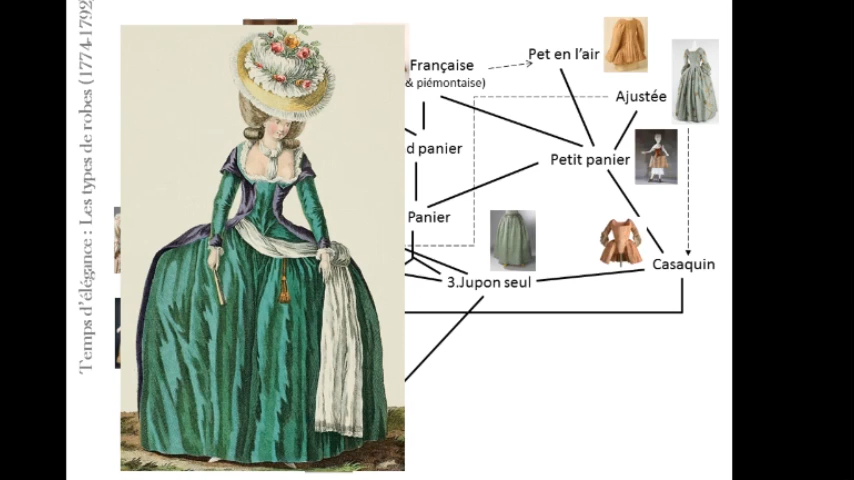 Temps d'élégance : Les types de robes (1774-1792
Française
& piémontaise)
Pet en l'air
Ajustée
d panier
Petit panier
Panier
3.Jupon seul
Casaquin